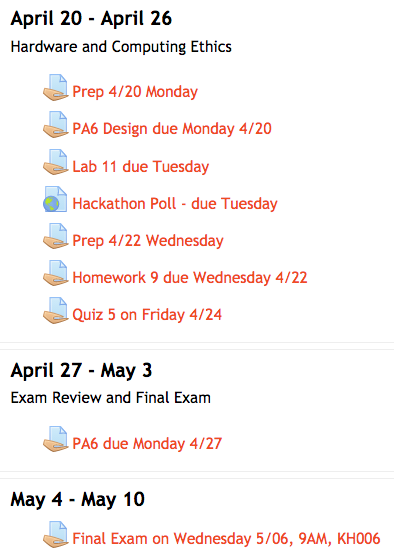 April 20 - April 26
Hardware and Computing Ethics
Prep 4/20 Monday
PA6 Design due Monday 4/20
Lab 11 due Tuesday
Hackathon Poll - due Tuesday
Prep 4/22 Wednesday
Homework 9 due Wednesday 4/22
Quiz 5 on Friday 4/24
April 27 - May 3
Exam Review and Final Exam
PA6 due Monday 4/27
May 4 - May 10
Final Exam on Wednesday 5/06, 9AM, KH006